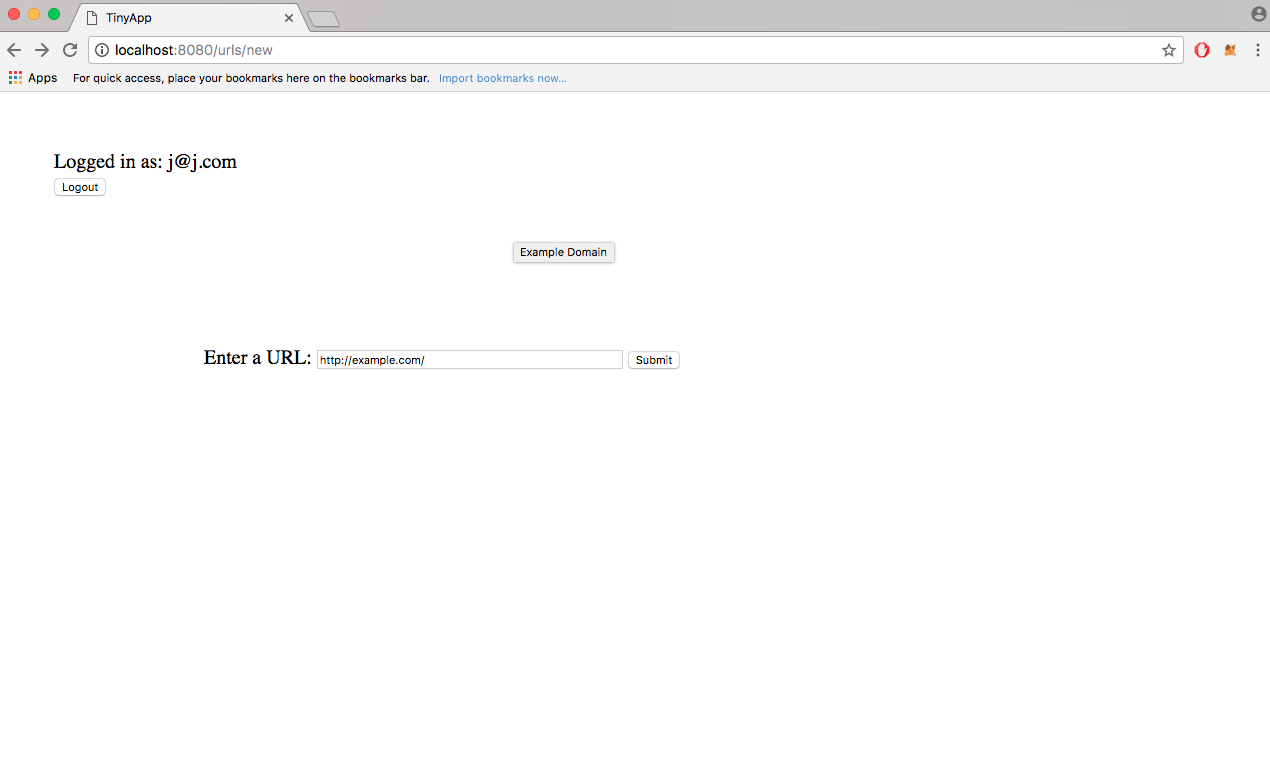 TinyApp
localhost:8080/urls/new
Apps For quick access, place your bookmarks here on the bookmarks bar. Import bookmarks now...
Logged in as: j@j.com
Logout
Example Domain
Enter a URL: http://example.com/ Submit